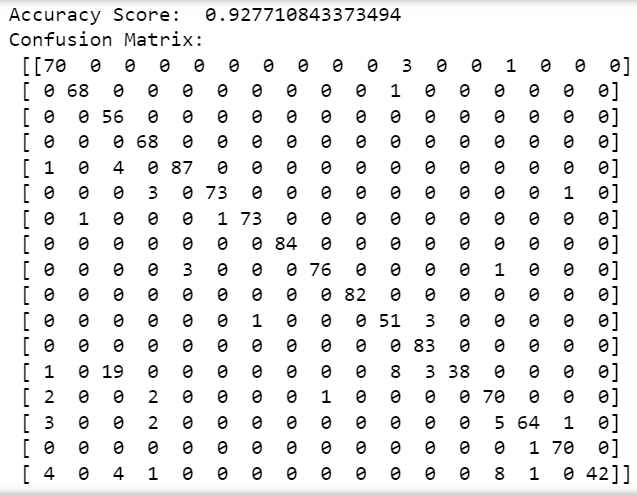 Accuracy Score:  0.927710843373494
Confusion Matrix:
 [[70  0  0  0  0  0  0  0  0  0  3  0  0  1  0  0  0]
 [ 0 68  0  0  0  0  0  0  0  0  1  0  0  0  0  0  0]
 [ 0  0 56  0  0  0  0  0  0  0  0  0  0  0  0  0  0]
 [ 0  0  0 68  0  0  0  0  0  0  0  0  0  0  0  0  0]
 [ 1  0  4  0 87  0  0  0  0  0  0  0  0  0  0  0  0]
 [ 0  0  0  3  0 73  0  0  0  0  0  0  0  0  0  1  0]
 [ 0  1  0  0  0  1 73  0  0  0  0  0  0  0  0  0  0]
 [ 0  0  0  0  0  0  0 84  0  0  0  0  0  0  0  0  0]
 [ 0  0  0  0  3  0  0  0 76  0  0  0  0  1  0  0  0]
 [ 0  0  0  0  0  0  0  0  0 82  0  0  0  0  0  0  0]
 [ 0  0  0  0  0  0  1  0  0  0 51  3  0  0  0  0  0]
 [ 0  0  0  0  0  0  0  0  0  0  0 83  0  0  0  0  0]
 [ 1  0 19  0  0  0  0  0  0  0  8  3 38  0  0  0  0]
 [ 2  0  0  2  0  0  0  0  1  0  0  0  0 70  0  0  0]
 [ 3  0  0  2  0  0  0  0  0  0  0  0  0  5 64  1  0]
 [ 0  0  0  0  0  0  0  0  0  0  0  0  0  0  1 70  0]
 [ 4  0  4  1  0  0  0  0  0  0  0  0  0  8  1  0 42]]